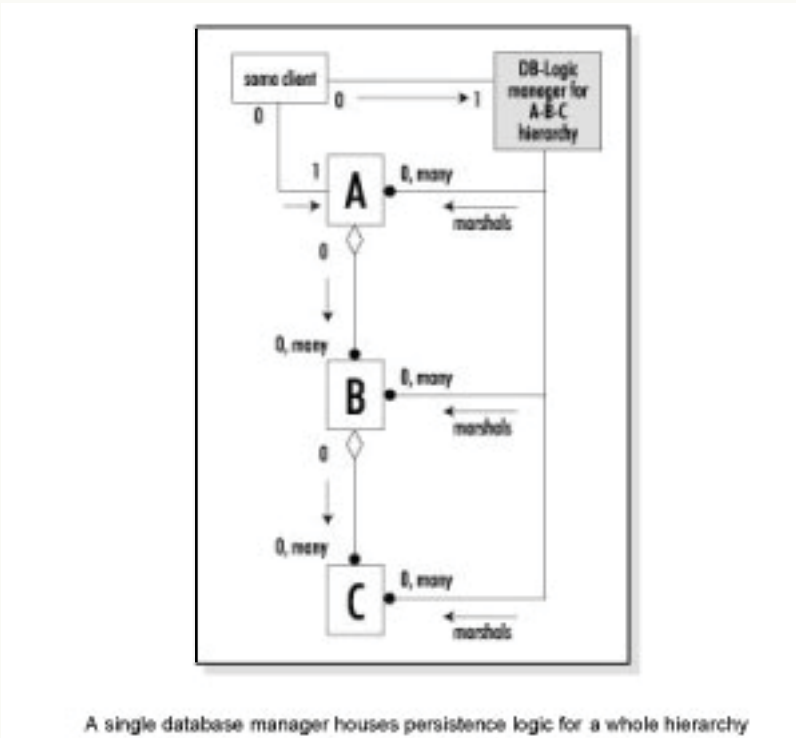 some client
DB-Logic
manager for
A-B-C
hierarchy
0
0
1
1
A
0, many
marshals
0
0, many
B
0, many
marshals
0
0, many
C
0, many
marshals
A single database manager houses persistence logic for a whole hierarchy